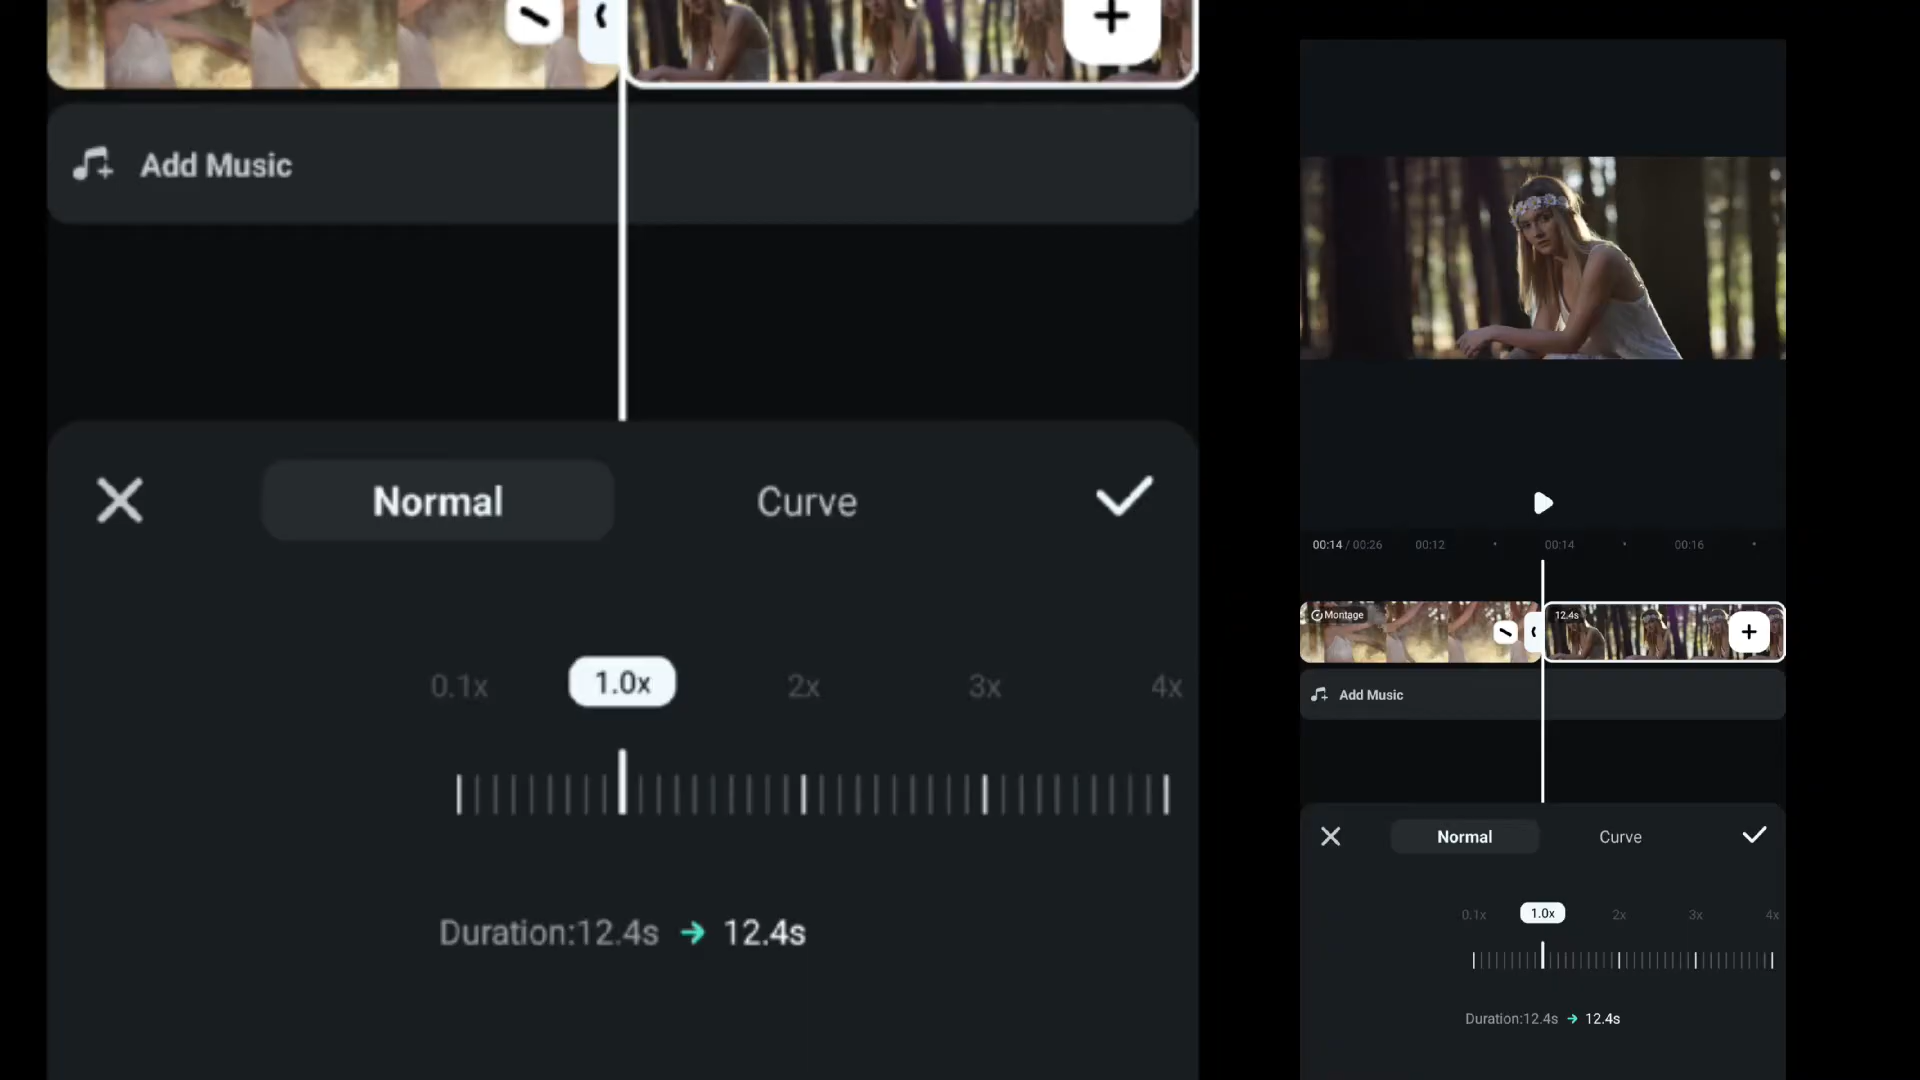 Add Music
Normal
Curve
0.1x
1.0x
2x
3x
4x
Duration:12.4s → 12.4s
00:14 / 00:26
00:12
00:14
00:16
Montage
12.4s
Add Music
Normal
Curve
0.1x
1.0x
2x
3x
4x
Duration:12.4s → 12.4s